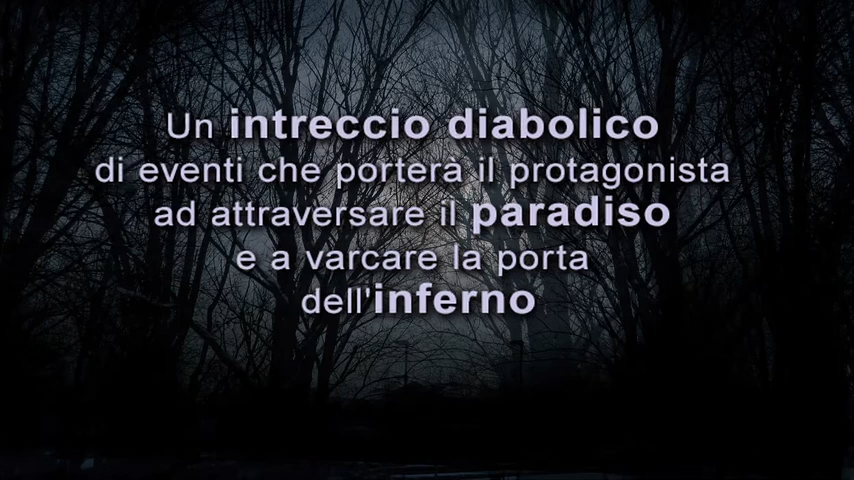 Un intreccio diabolico
di eventi che porterà il protagonista
ad attraversare il paradiso
e a varcare la porta
dell'inferno